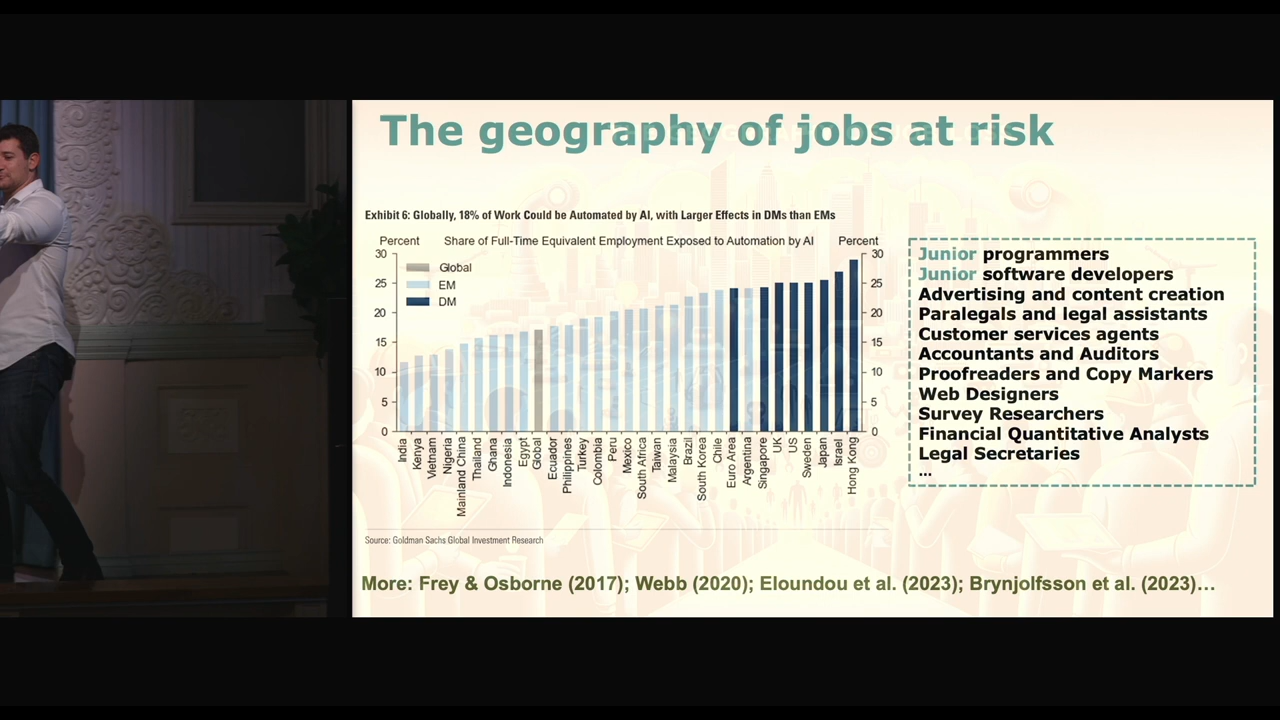 The geography of jobs at risk
Exhibit 6: Globally, 18% of Work Could be Automated by AI, with Larger Effects in DMs than EMs
Percent
Share of Full-Time Equivalent Employment Exposed to Automation by AI
Percent
Global
EM
DM
30
25
20
15
10
5
0
30
25
20
15
10
5
0
India
Kenya
Vietnam
Nigeria
Mainland China
Thailand
Ghana
Indonesia
Egypt
Global
Ecuador
Philippines
Turkey
Colombia
Peru
Mexico
South Africa
Taiwan
Malaysia
Brazil
South Korea
Chile
Euro Area
Argentina
Singapore
UK
US
Sweden
Japan
Israel
Hong Kong
Source: Goldman Sachs Global Investment Research
Junior programmers
Junior software developers
Advertising and content creation
Paralegals and legal assistants
Customer services agents
Accountants and Auditors
Proofreaders and Copy Markers
Web Designers
Survey Researchers
Financial Quantitative Analysts
Legal Secretaries
...
More: Frey & Osborne (2017); Webb (2020); Eloundou et al. (2023); Brynjolfsson et al. (2023)…